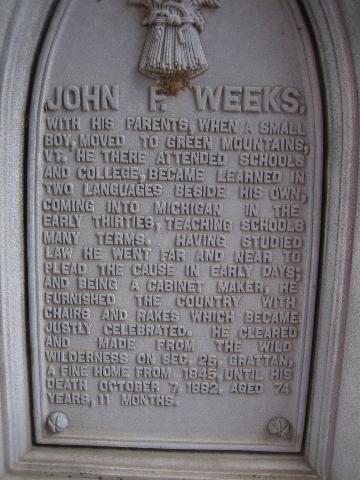 JOHN F. WEEKS.
WITH HIS PARENTS, WHEN A SMALL
BOY, MOVED TO GREEN MOUNTAINS,
VT. HE THERE ATTENDED SCHOOLS
AND COLLEGE, BECAME LEARNED IN
TWO LANGUAGES BESIDE HIS OWN,
COMING INTO MICHIGAN IN THE
EARLY THIRTIES, TEACHING SCHOOLS
MANY TERMS. HAVING STUDIED
LAW HE WENT FAR AND NEAR TO
PLEAD THE CAUSE IN EARLY DAYS;
AND BEING A CABINET MAKER, HE
FURNISHED THE COUNTRY WITH
CHAIRS AND RAKES WHICH BECAME
JUSTLY CELEBRATED. HE CLEARED
AND MADE FROM THE WILD
WILDERNESS ON SEC. 25, GRATTAN,
A FINE HOME FROM 1845, UNTIL HIS
DEATH OCTOBER 7, 1882. AGED 74
YEARS, 11 MONTHS.